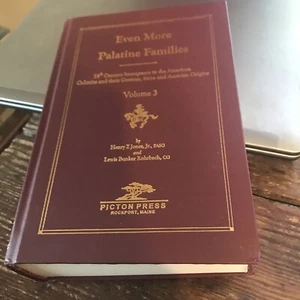 Even More
Palatine Families
18th Century Immigrants to the American
Colonies and their German, Swiss and Austrian Origins
Volume 3
by
Henry Z Jones, Jr., FASG
and
Lewis Bunker Rohrbach, CG
PICTON PRESS
ROCKPORT, MAINE